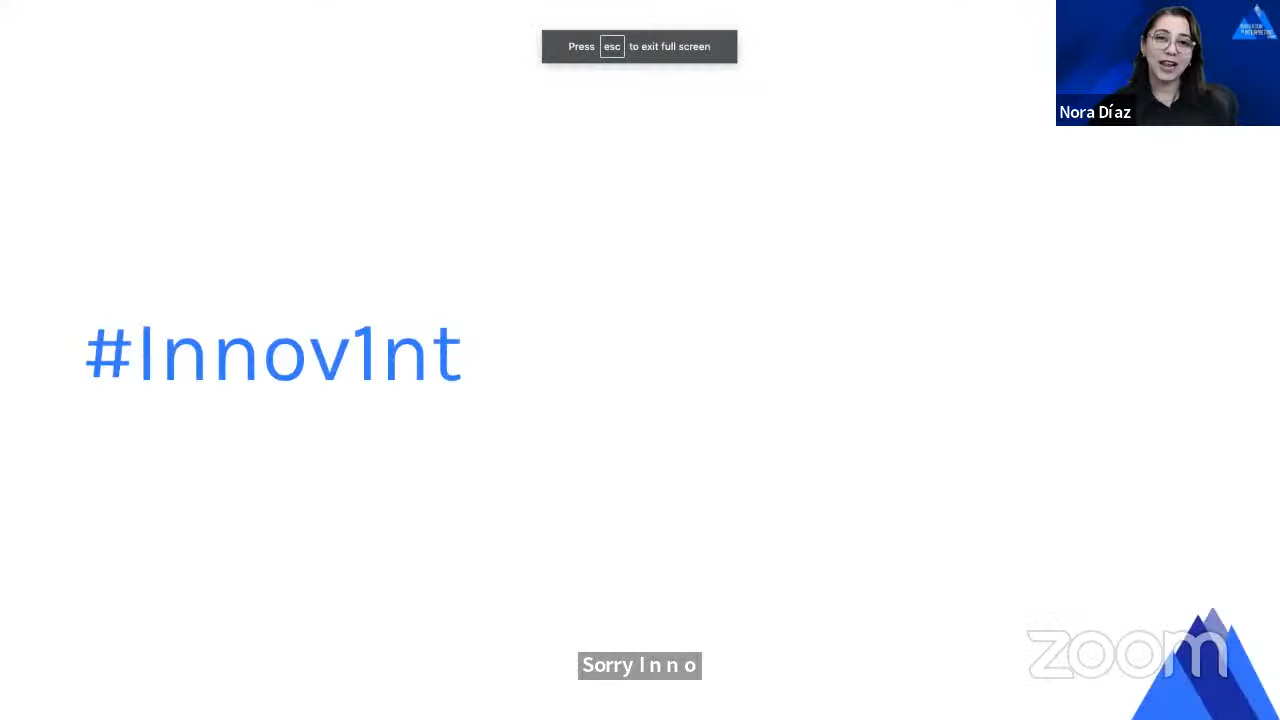 Press esc to exit full screen
Nora Díaz
#Innov1nt
Sorry I n n o
zoom